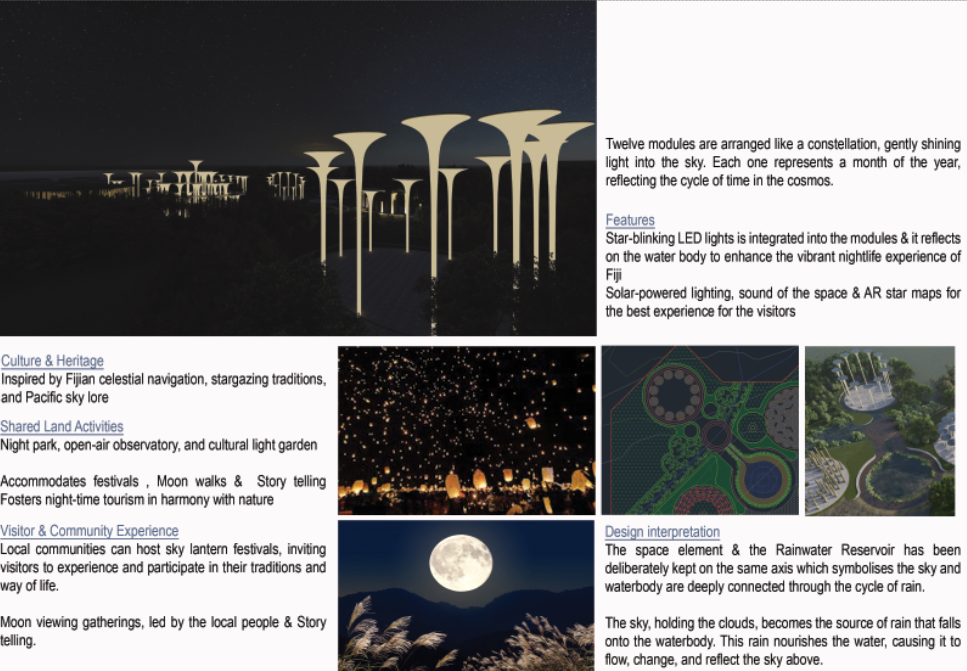 Twelve modules are arranged like a constellation, gently shining
light into the sky. Each one represents a month of the year,
reflecting the cycle of time in the cosmos.
Features
Star-blinking LED lights is integrated into the modules & it reflects
on the water body to enhance the vibrant nightlife experience of
Fiji
Solar-powered lighting, sound of the space & AR star maps for
the best experience for the visitors
Culture & Heritage
Inspired by Fijian celestial navigation, stargazing traditions,
and Pacific sky lore
Shared Land Activities
Night park, open-air observatory, and cultural light garden
Accommodates festivals , Moon walks & Story telling
Fosters night-time tourism in harmony with nature
Visitor & Community Experience
Local communities can host sky lantern festivals, inviting
visitors to experience and participate in their traditions and
way of life.
Moon viewing gatherings, led by the local people & Story
telling.
Design interpretation
The space element & the Rainwater Reservoir has been
deliberately kept on the same axis which symbolises the sky and
waterbody are deeply connected through the cycle of rain.
The sky, holding the clouds, becomes the source of rain that falls
onto the waterbody. This rain nourishes the water, causing it to
flow, change, and reflect the sky above.